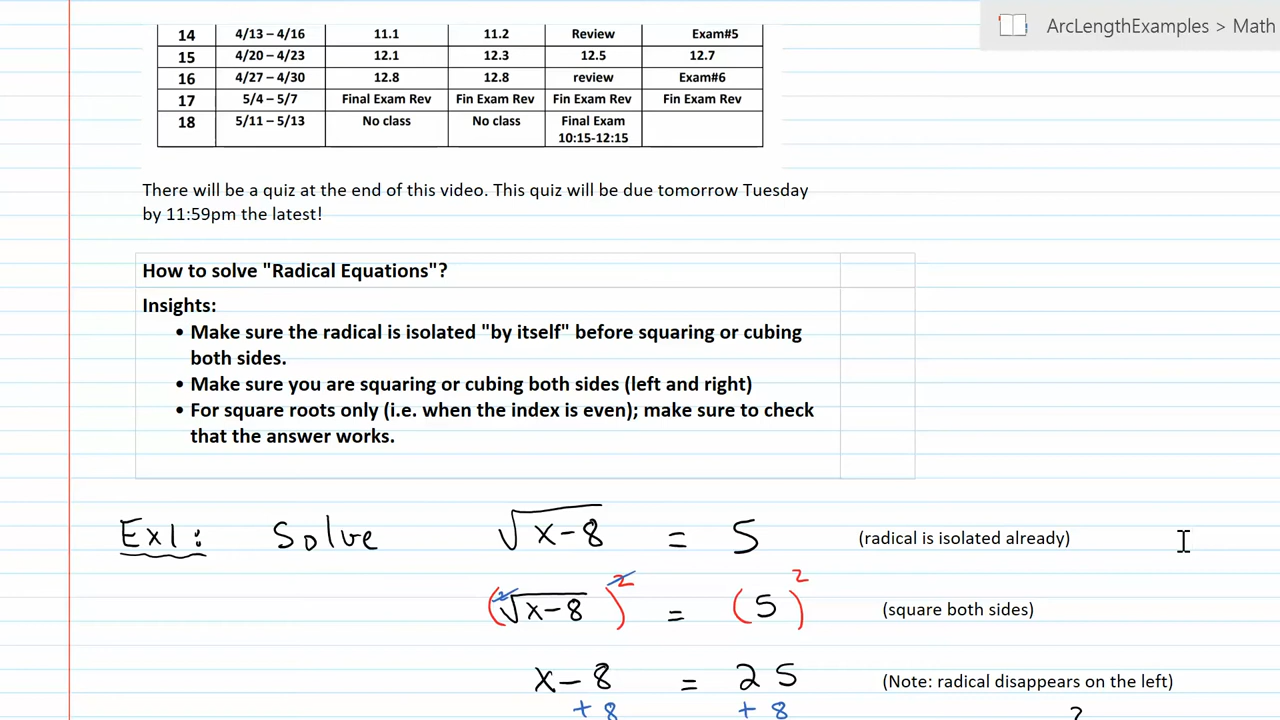 ArcLengthExamples > Math
14 4/13 – 4/16 11.1 11.2 Review Exam#5
15 4/20 – 4/23 12.1 12.3 12.5 12.7
16 4/27 – 4/30 12.8 12.8 review Exam#6
17 5/4 – 5/7 Final Exam Rev Fin Exam Rev Fin Exam Rev Fin Exam Rev
18 5/11 – 5/13 No class No class Final Exam
10:15-12:15
There will be a quiz at the end of this video. This quiz will be due tomorrow Tuesday
by 11:59pm the latest!
How to solve "Radical Equations"?
Insights:
• Make sure the radical is isolated "by itself" before squaring or cubing
both sides.
• Make sure you are squaring or cubing both sides (left and right)
• For square roots only (i.e. when the index is even); make sure to check
that the answer works.
Ex1: Solve √(x-8) = 5 (radical is isolated already)
(²√(x-8))² = (5)² (square both sides)
x-8 = 25 (Note: radical disappears on the left)
+8 +8 ?